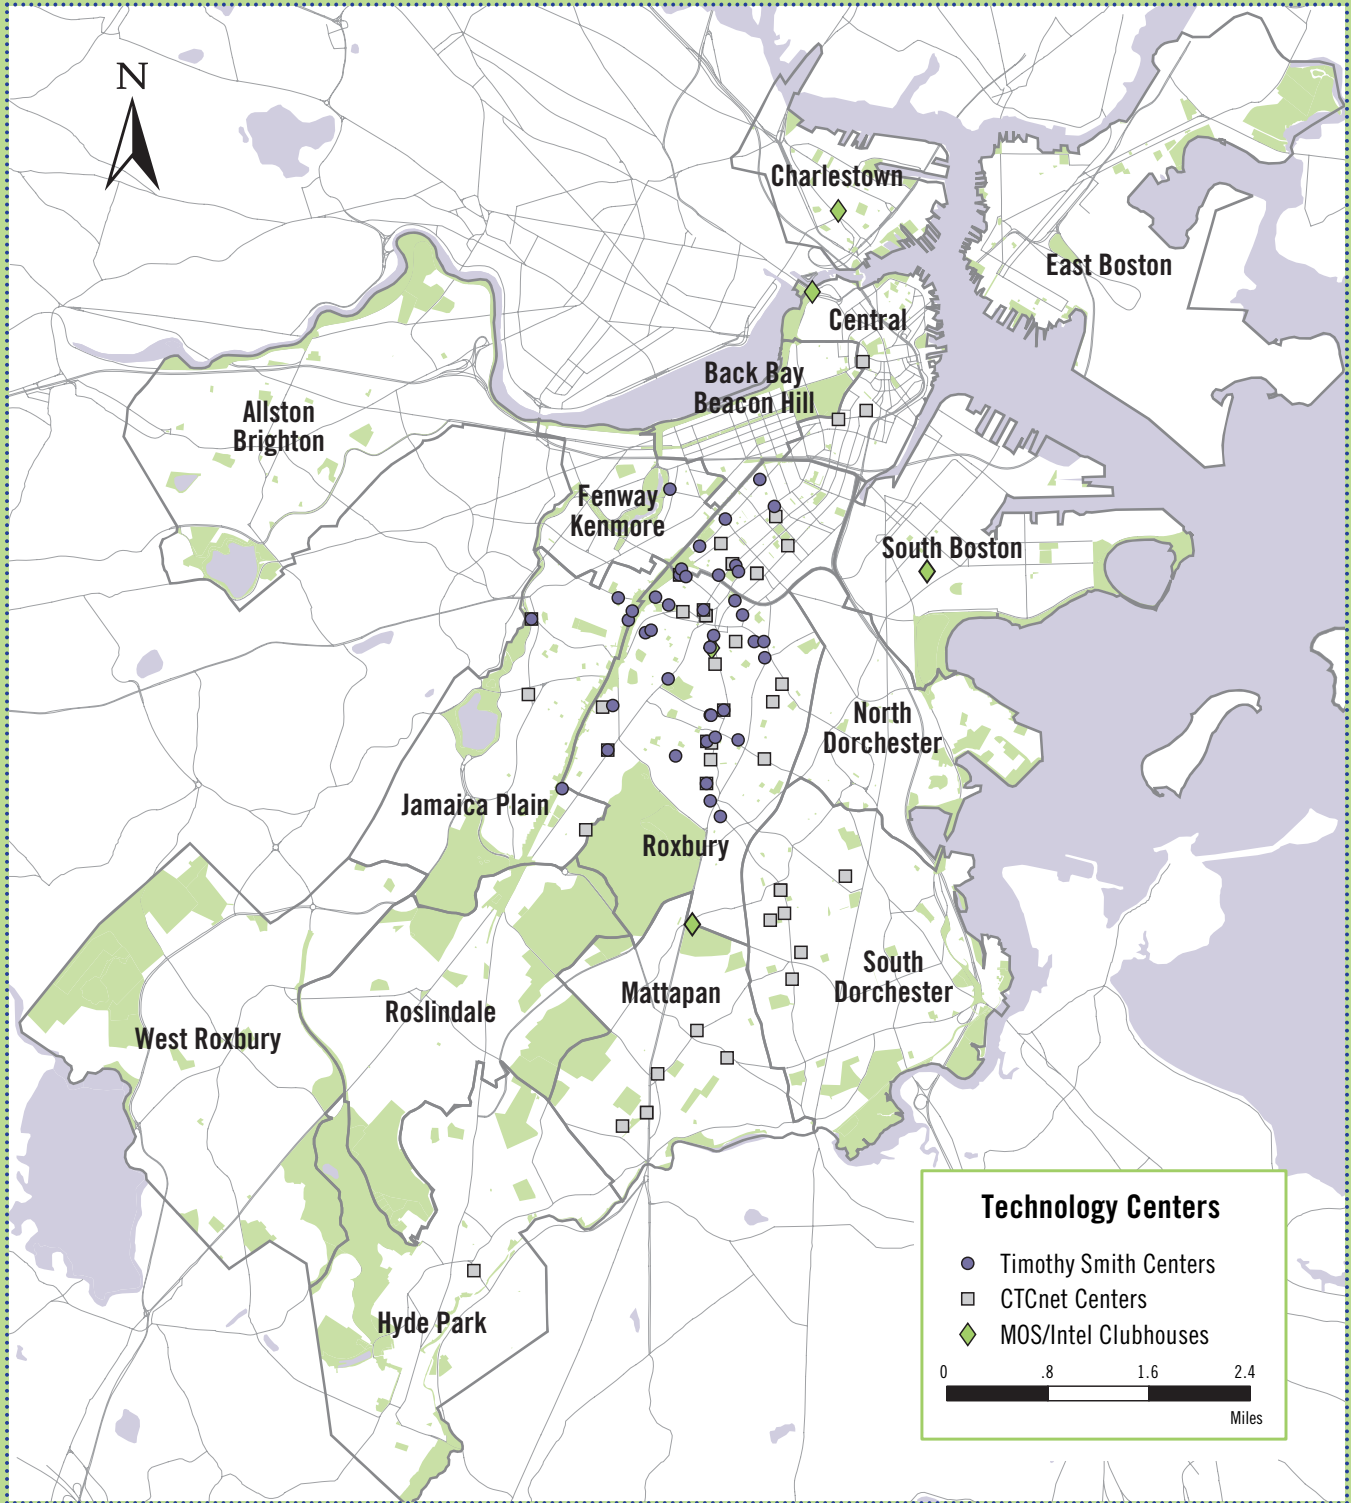 N
Charlestown
East Boston
Central
Back Bay
Beacon Hill
Allston
Brighton
Fenway
Kenmore
South Boston
North
Dorchester
Jamaica Plain
Roxbury
South
Dorchester
Mattapan
Roslindale
West Roxbury
Hyde Park
Technology Centers
Timothy Smith Centers
CTCnet Centers
MOS/Intel Clubhouses
0 .8 1.6 2.4
Miles